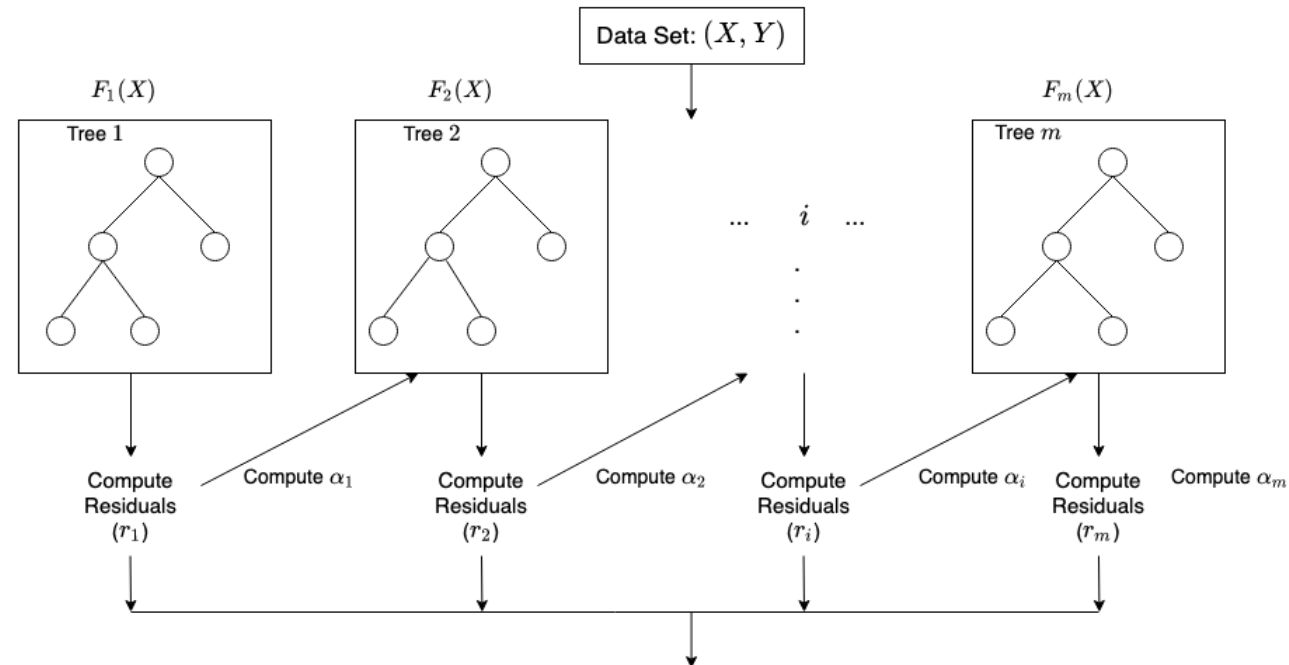 Data Set: (X, Y)
F₁(X)
F₂(X)
Fₘ(X)
Tree 1
Tree 2
Tree m
... i ...
.
.
.
Compute
Residuals
(r₁)
Compute α₁
Compute
Residuals
(r₂)
Compute α₂
Compute
Residuals
(rᵢ)
Compute αᵢ
Compute
Residuals
(rₘ)
Compute αₘ